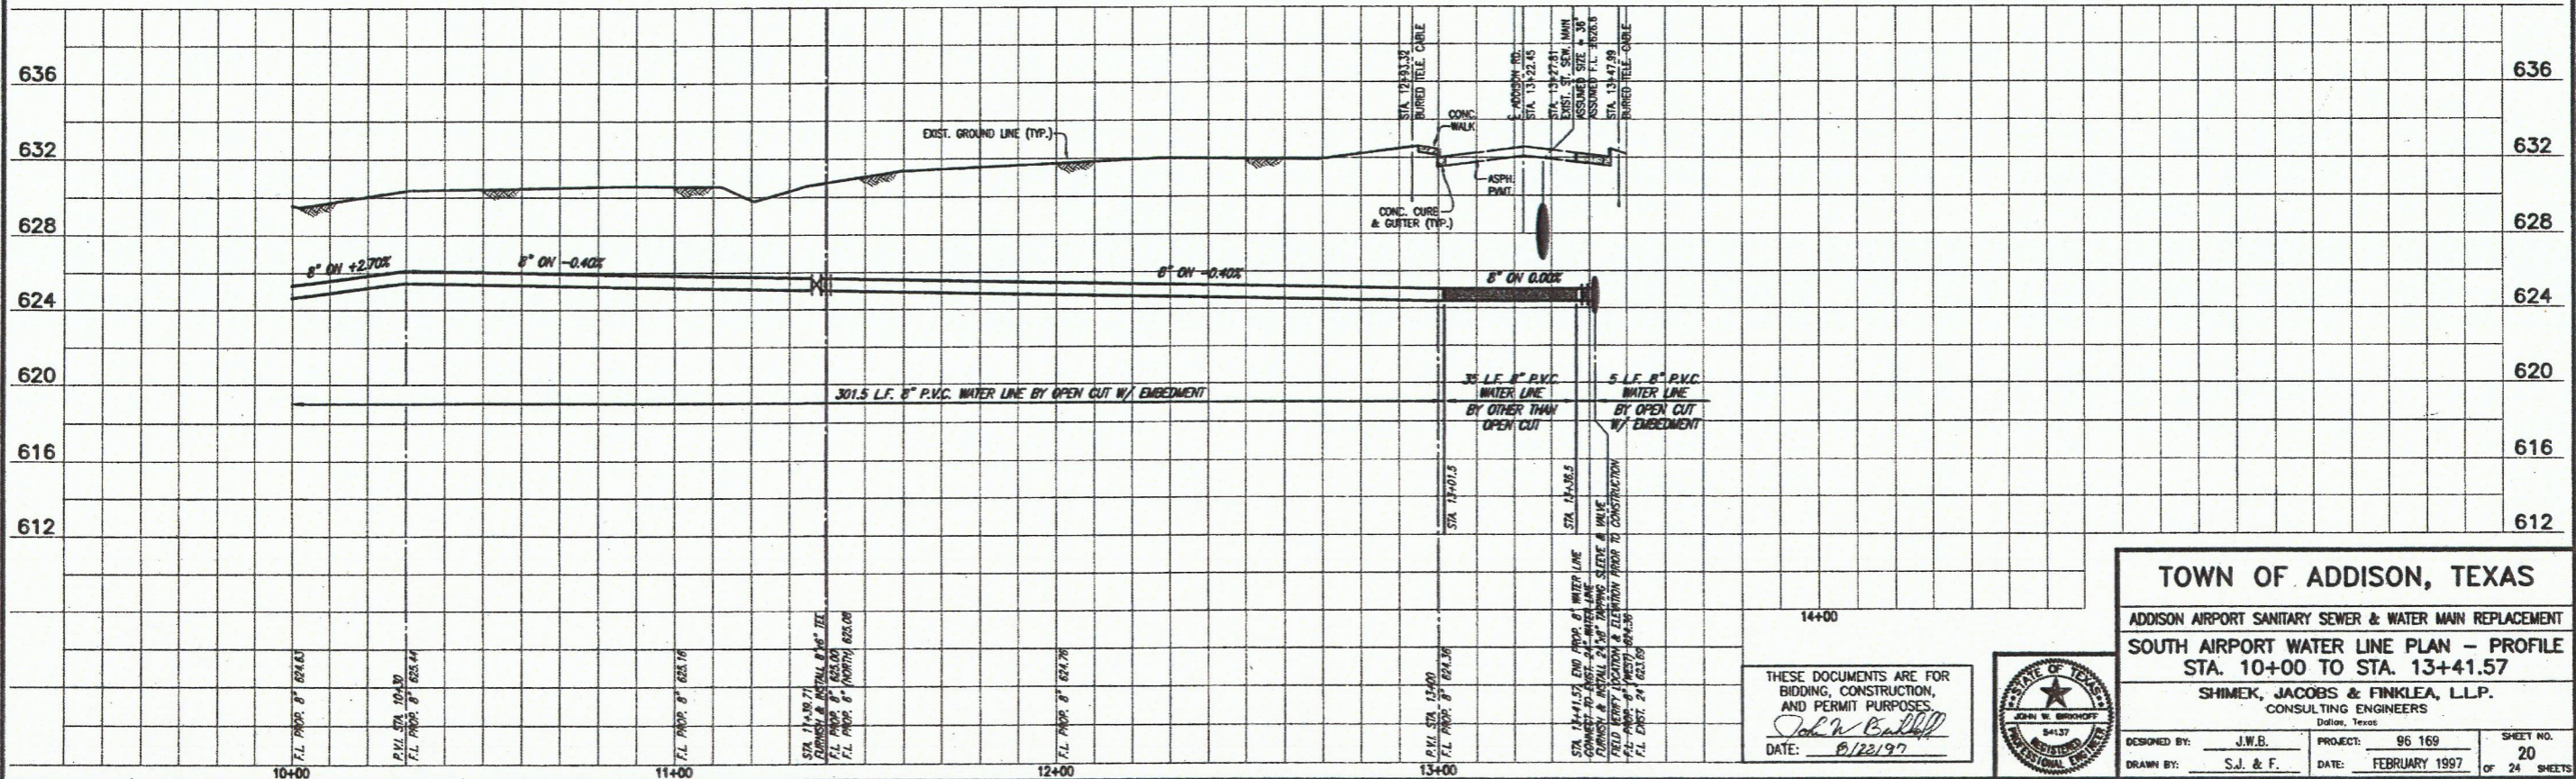 636
632
628
624
620
616
612
636
632
628
624
620
616
612
STA. 12+93.32
BURIED TELE. CABLE
ADDISON RD.
STA. 13+22.45
STA. 13+27.81
EXIST. ST. SEW. MAIN
ASSUMED SIZE = 36"
ASSUMED F.L. ±626.6
STA. 13+47.99
BURIED TELE. CABLE
EXIST. GROUND LINE (TYP.)
CONC.
WALK
ASPH.
PVMT.
CONC. CURB
& GUTTER (TYP.)
8" ON +2.70%
8" ON -0.40%
8" ON -0.40%
8" ON 0.00%
301.5 L.F. 8" P.V.C. WATER LINE BY OPEN CUT W/ EMBEDMENT
35 L.F. 8" P.V.C.
WATER LINE
BY OTHER THAN
OPEN CUT
5 L.F. 8" P.V.C.
WATER LINE
BY OPEN CUT
W/ EMBEDMENT
STA. 13+01.5
STA. 13+36.5
F.L. PROP. 8" 624.63
P.V.I. STA. 10+30
F.L. PROP. 8" 625.44
F.L. PROP. 8" 625.16
STA. 11+39.71
FURNISH & INSTALL 8"x6" TEE
F.L. PROP. 8" 625.00
F.L. PROP. 6" (NORTH) 625.08
F.L. PROP. 8" 624.76
P.V.I. STA. 13+00
F.L. PROP. 8" 624.36
STA. 13+41.57, END PROP. 8" WATER LINE
CONNECT TO EXIST. 24" WATER LINE
FURNISH & INSTALL 24"x8" TAPPING SLEEVE & VALVE
FIELD VERIFY LOCATION & ELEVATION PRIOR TO CONSTRUCTION
F.L. PROP. 8" (WEST) 624.36
F.L. EXIST. 24" 623.69
10+00
11+00
12+00
13+00
14+00
THESE DOCUMENTS ARE FOR
BIDDING, CONSTRUCTION,
AND PERMIT PURPOSES.
John W. Birkhoff
DATE: 8/22/97
STATE OF TEXAS
JOHN W. BIRKHOFF
54137
REGISTERED
PROFESSIONAL ENGINEER
TOWN OF ADDISON, TEXAS
ADDISON AIRPORT SANITARY SEWER & WATER MAIN REPLACEMENT
SOUTH AIRPORT WATER LINE PLAN - PROFILE
STA. 10+00 TO STA. 13+41.57
SHIMEK, JACOBS & FINKLEA, L.L.P.
CONSULTING ENGINEERS
Dallas, Texas
DESIGNED BY: J.W.B.
PROJECT: 96 169
SHEET NO.
20
DRAWN BY: S.J. & F.
DATE: FEBRUARY 1997
OF 24 SHEETS